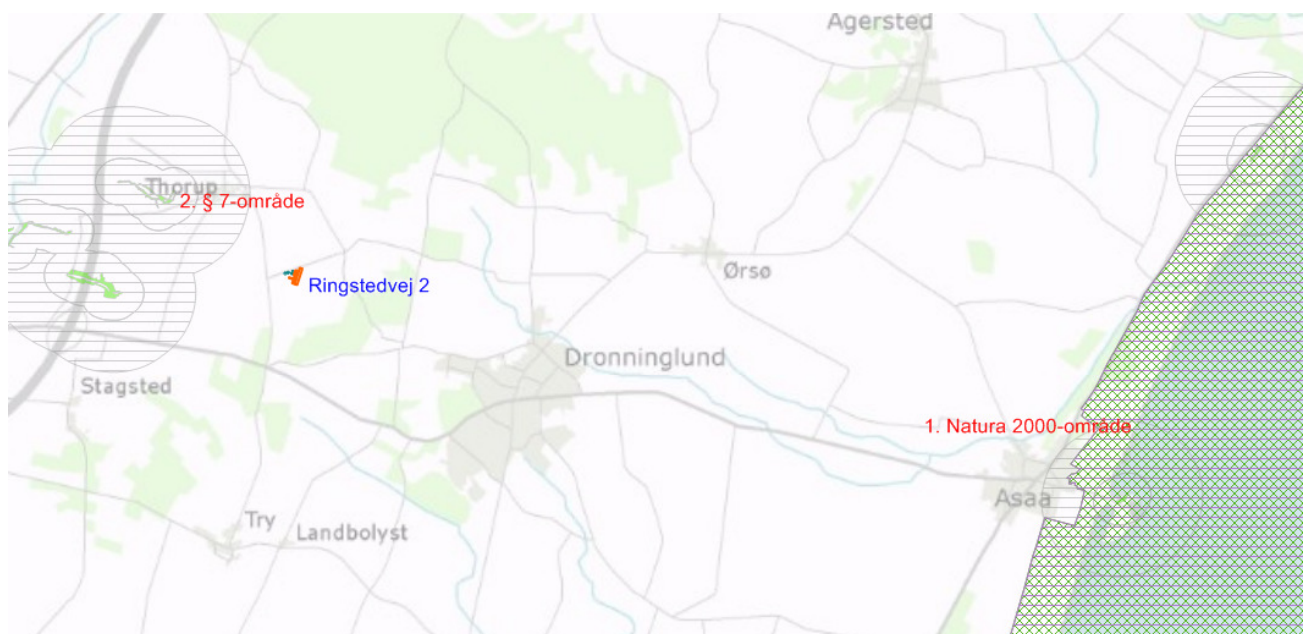 Agersted
Thorup
2. § 7-område
Ørsø
Ringstedvej 2
Dronninglund
Stagsted
1. Natura 2000-område
Asaa
Try
Landbolyst